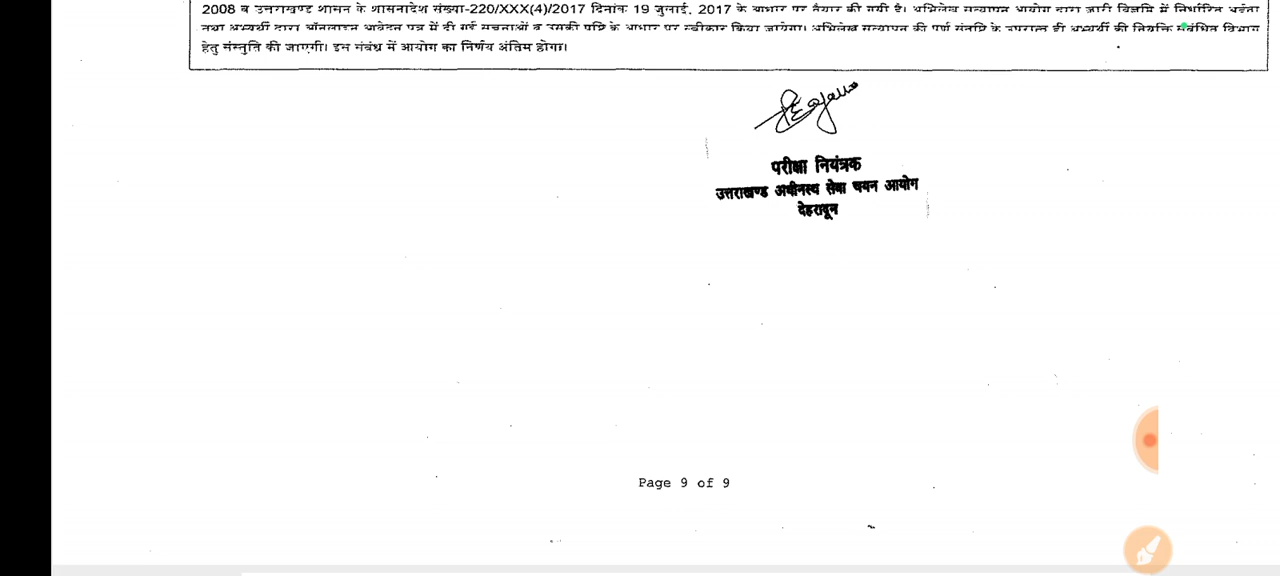 2008 व उत्तराखण्ड शासन के शासनादेश संख्या-220/XXX(4)/2017 दिनांक 19 जुलाई, 2017 के आधार पर तैयार की गयी है। अभिलेख सत्यापन आयोग द्वारा जारी विज्ञप्ति में निर्धारित अर्हता
तथा अभ्यर्थी द्वारा ऑनलाइन आवेदन पत्र में दी गई सूचनाओं व उसकी पुष्टि के आधार पर स्वीकार किया जायेगा। अभिलेख सत्यापन की पूर्ण संतुष्टि के उपरान्त ही अभ्यर्थी की नियुक्ति संबंधित विभाग
हेतु संस्तुति की जाएगी। इस संबंध में आयोग का निर्णय अंतिम होगा।
परीक्षा नियंत्रक
उत्तराखण्ड अधीनस्थ सेवा चयन आयोग
देहरादून
Page 9 of 9